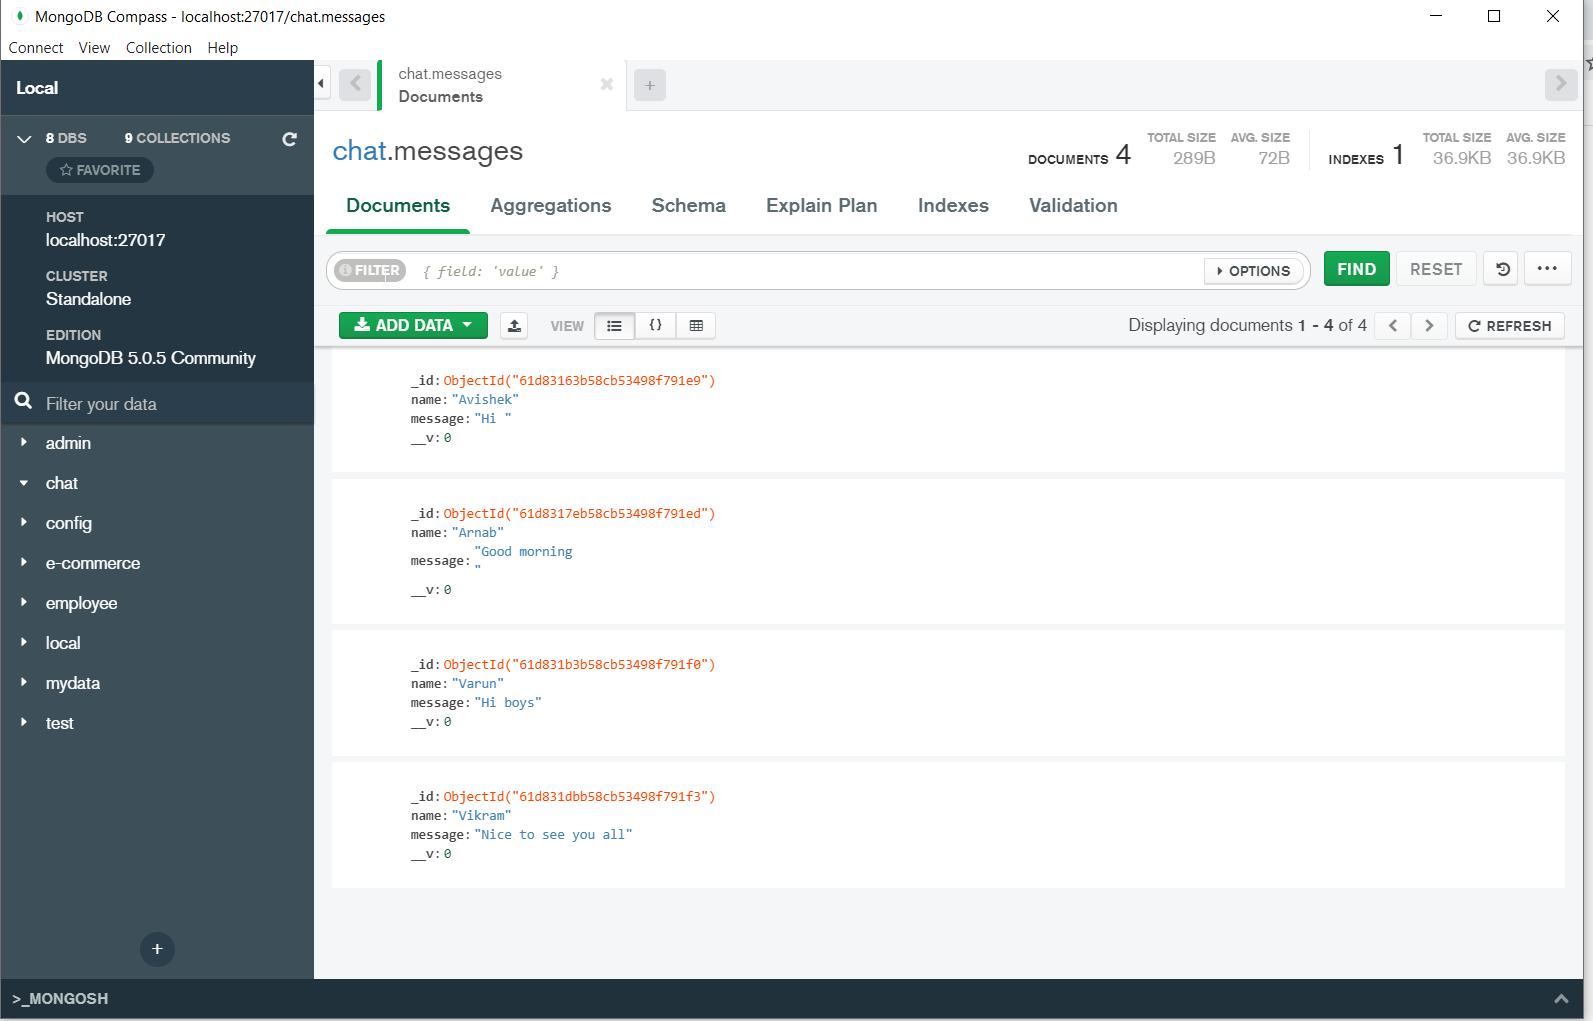 MongoDB Compass - localhost:27017/chat.messages
Connect View Collection Help
Local
8 DBS 9 COLLECTIONS
FAVORITE
HOST
localhost:27017
CLUSTER
Standalone
EDITION
MongoDB 5.0.5 Community
Filter your data
admin
chat
config
e-commerce
employee
local
mydata
test
+
chat.messages
Documents
+
chat.messages
DOCUMENTS 4 TOTAL SIZE 289B AVG. SIZE 72B
INDEXES 1 TOTAL SIZE 36.9KB AVG. SIZE 36.9KB
Documents Aggregations Schema Explain Plan Indexes Validation
FILTER { field: 'value' } OPTIONS FIND RESET ...
ADD DATA VIEW {} Displaying documents 1 - 4 of 4 REFRESH
_id: ObjectId("61d83163b58cb53498f791e9")
name: "Avishek"
message: "Hi "
__v: 0
_id: ObjectId("61d8317eb58cb53498f791ed")
name: "Arnab"
message: "Good morning
"
__v: 0
_id: ObjectId("61d831b3b58cb53498f791f0")
name: "Varun"
message: "Hi boys"
__v: 0
_id: ObjectId("61d831dbb58cb53498f791f3")
name: "Vikram"
message: "Nice to see you all"
__v: 0
>_MONGOSH